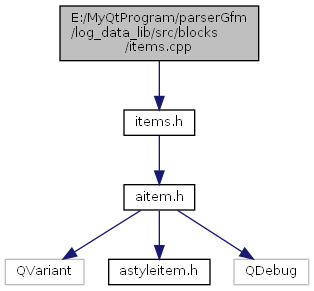 E:/MyQtProgram/parserGfm
/log_data_lib/src/blocks
/items.cpp
items.h
aitem.h
QVariant
astyleitem.h
QDebug